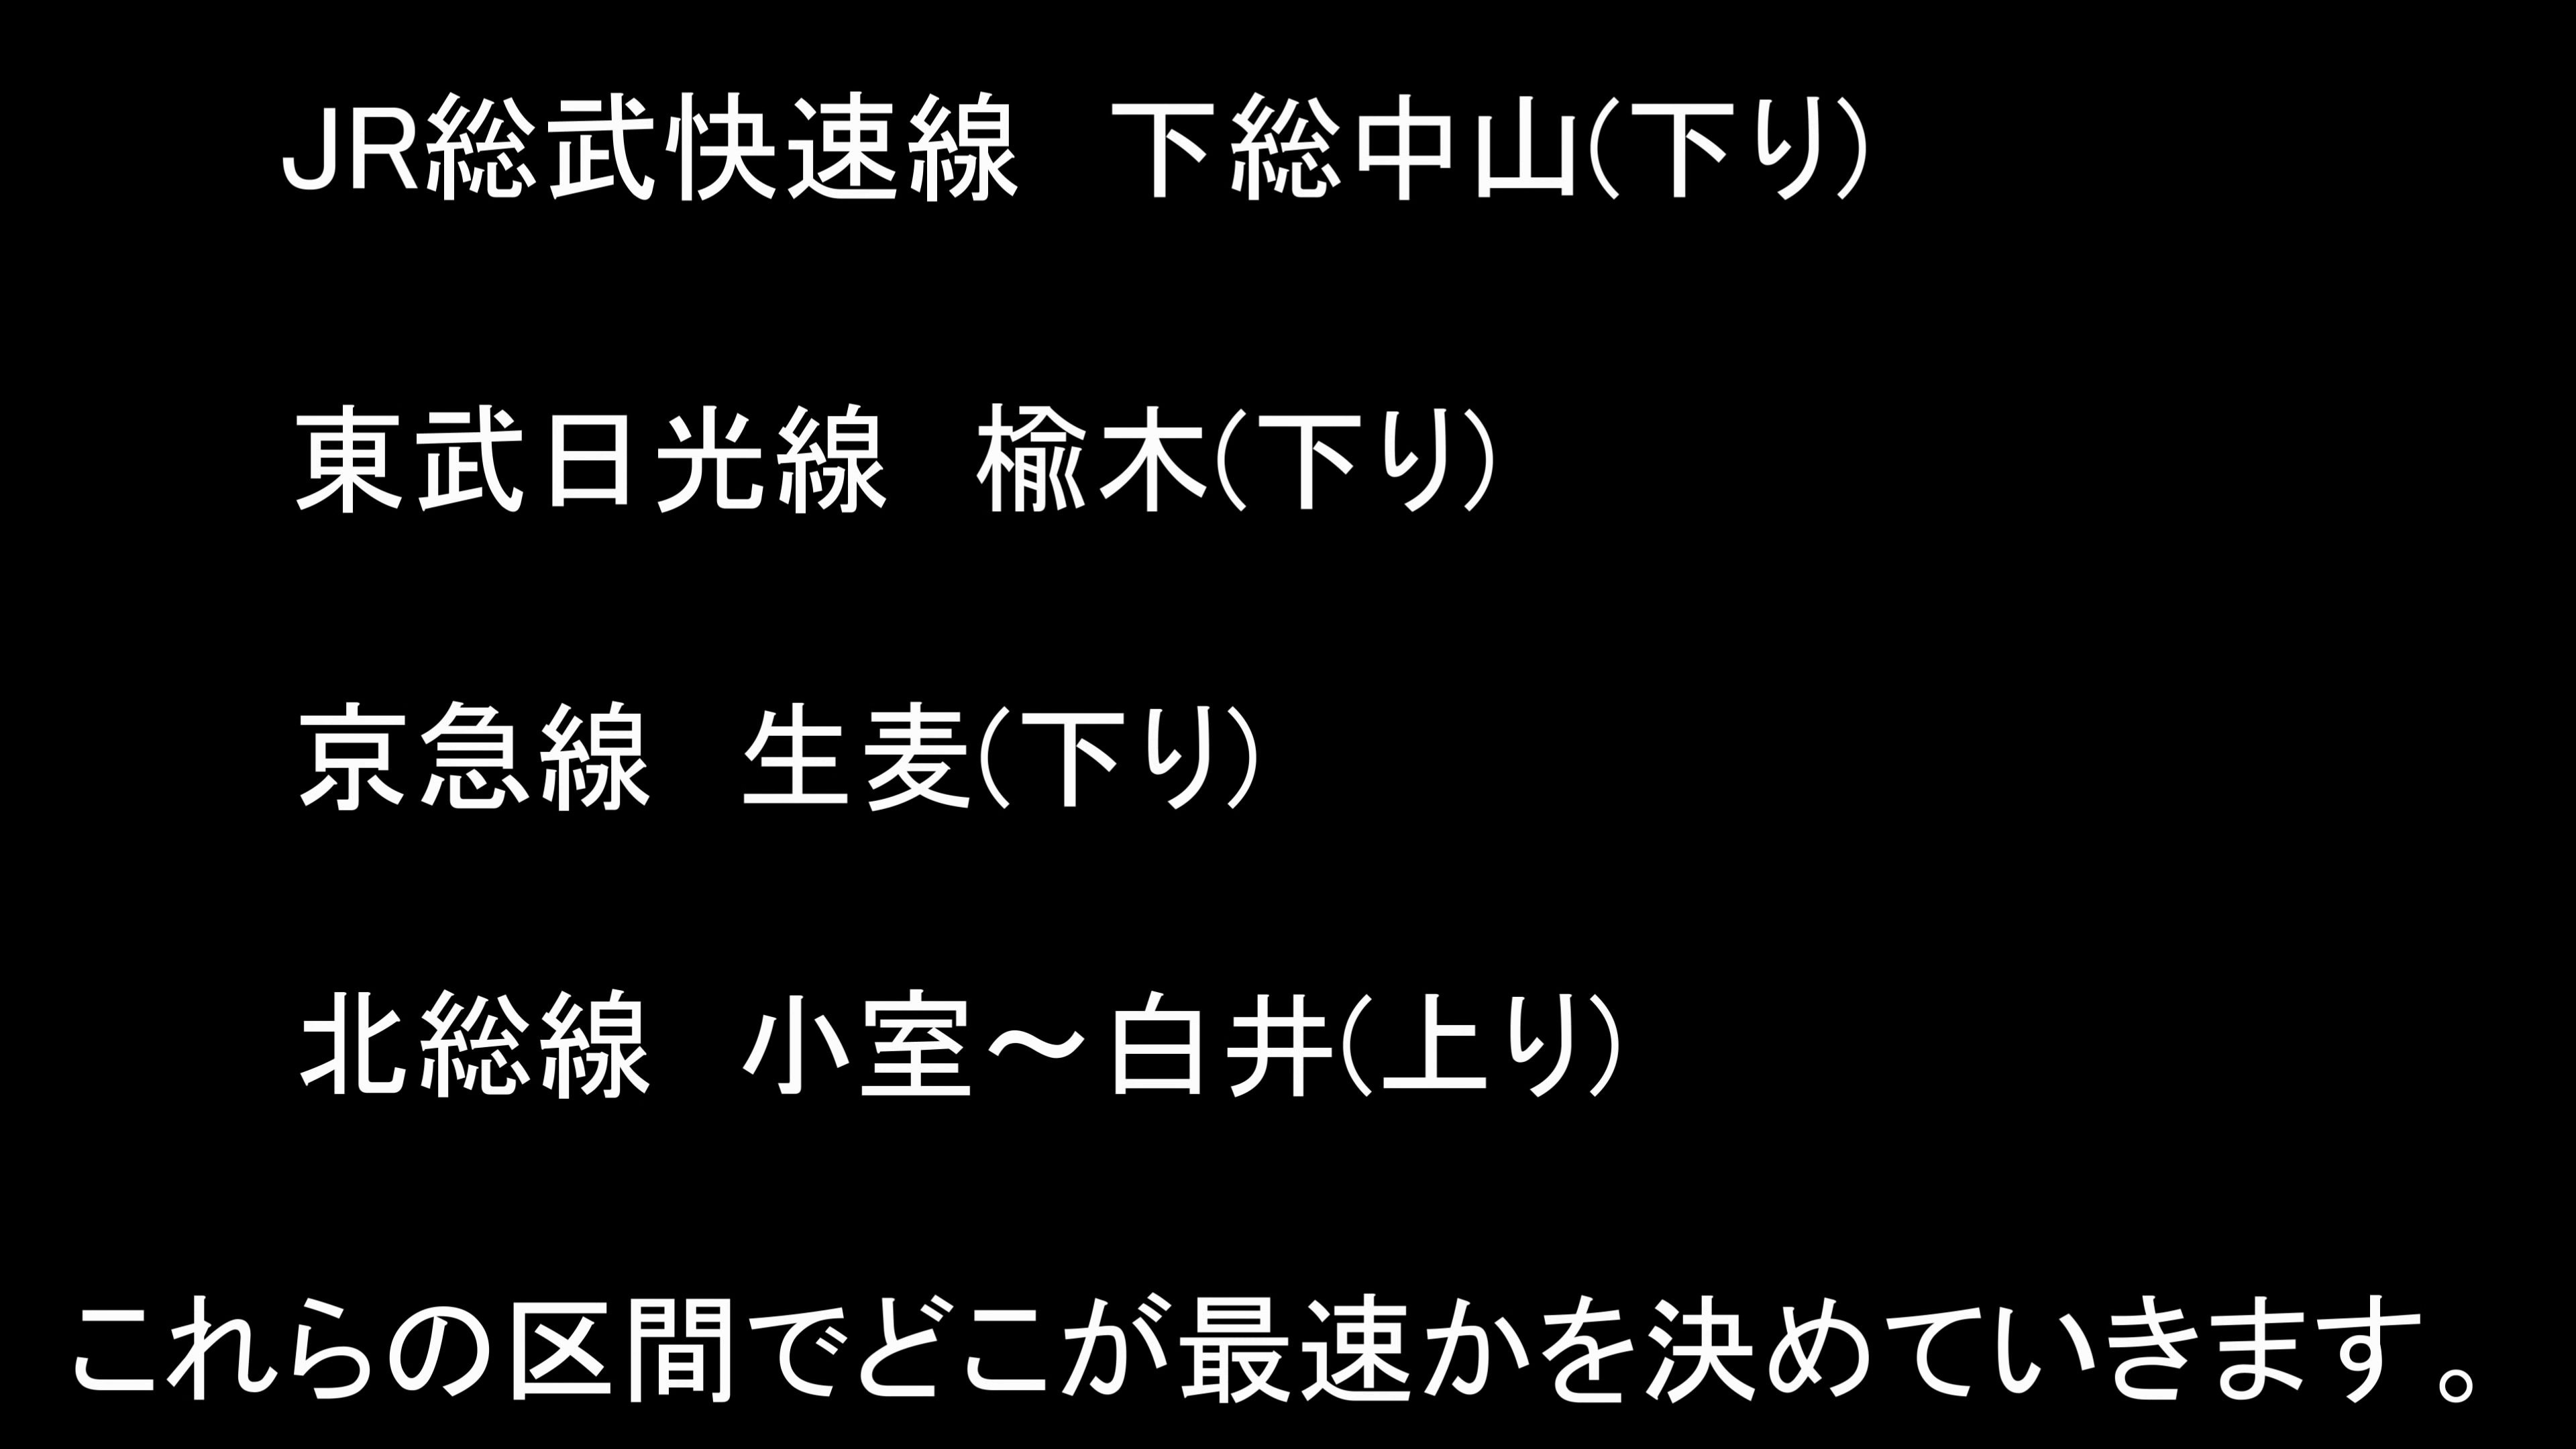 JR総武快速線　下総中山(下り)
東武日光線　楡木(下り)
京急線　生麦(下り)
北総線　小室～白井(上り)
これらの区間でどこが最速かを決めていきます。